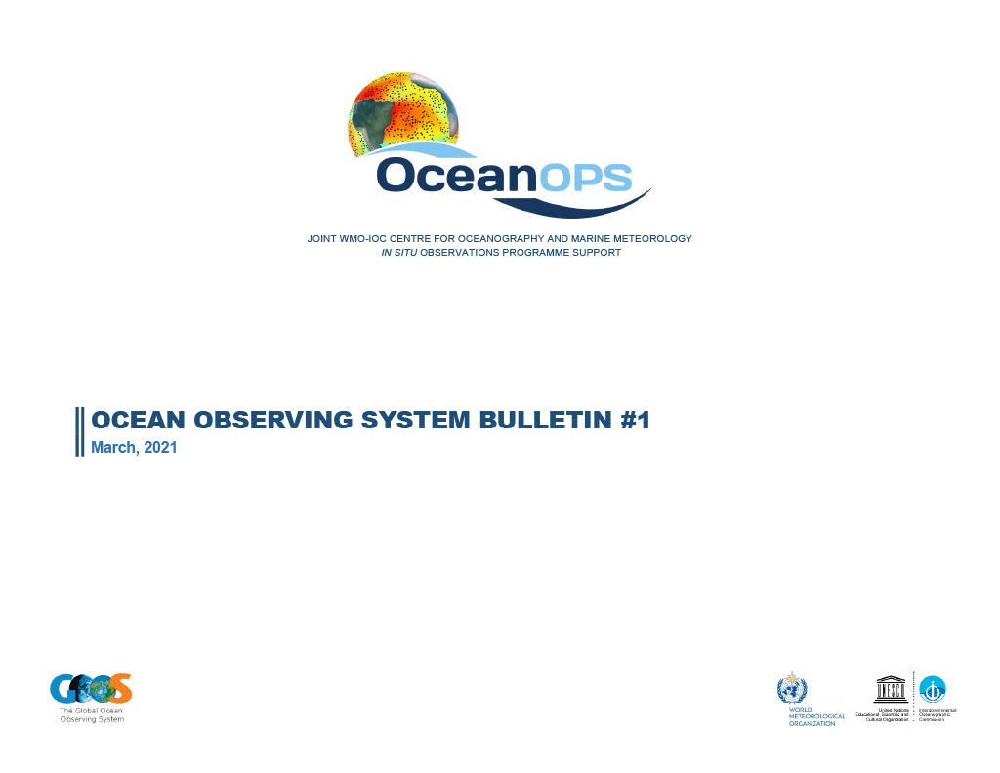 OceanOPS
JOINT WMO-IOC CENTRE FOR OCEANOGRAPHY AND MARINE METEOROLOGY
IN SITU OBSERVATIONS PROGRAMME SUPPORT
OCEAN OBSERVING SYSTEM BULLETIN #1
March, 2021
GOOS
The Global Ocean
Observing System
WORLD
METEOROLOGICAL
ORGANIZATION
UNESCO
United Nations
Educational, Scientific and
Cultural Organization
Intergovernmental
Oceanographic
Commission